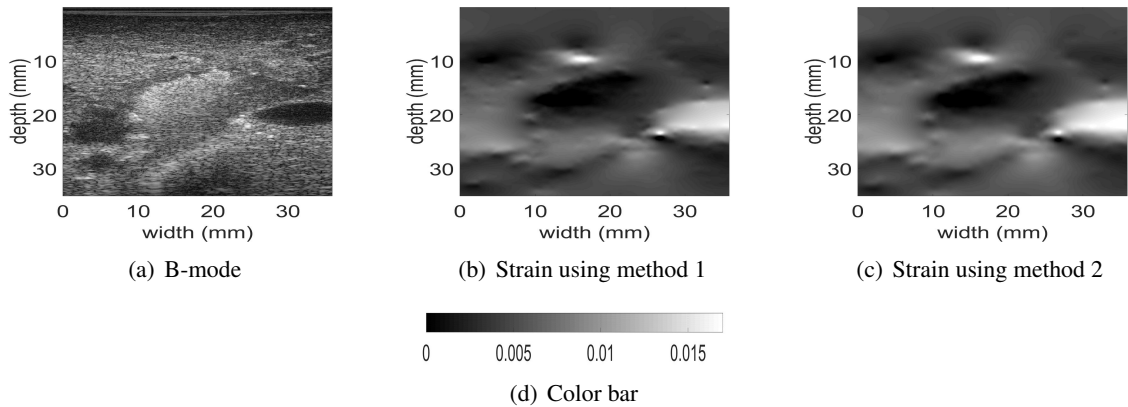 depth (mm)
10
20
30
0 10 20 30
width (mm)
(a) B-mode
depth (mm)
10
20
30
0 10 20 30
width (mm)
(b) Strain using method 1
depth (mm)
10
20
30
0 10 20 30
width (mm)
(c) Strain using method 2
0 0.005 0.01 0.015
(d) Color bar